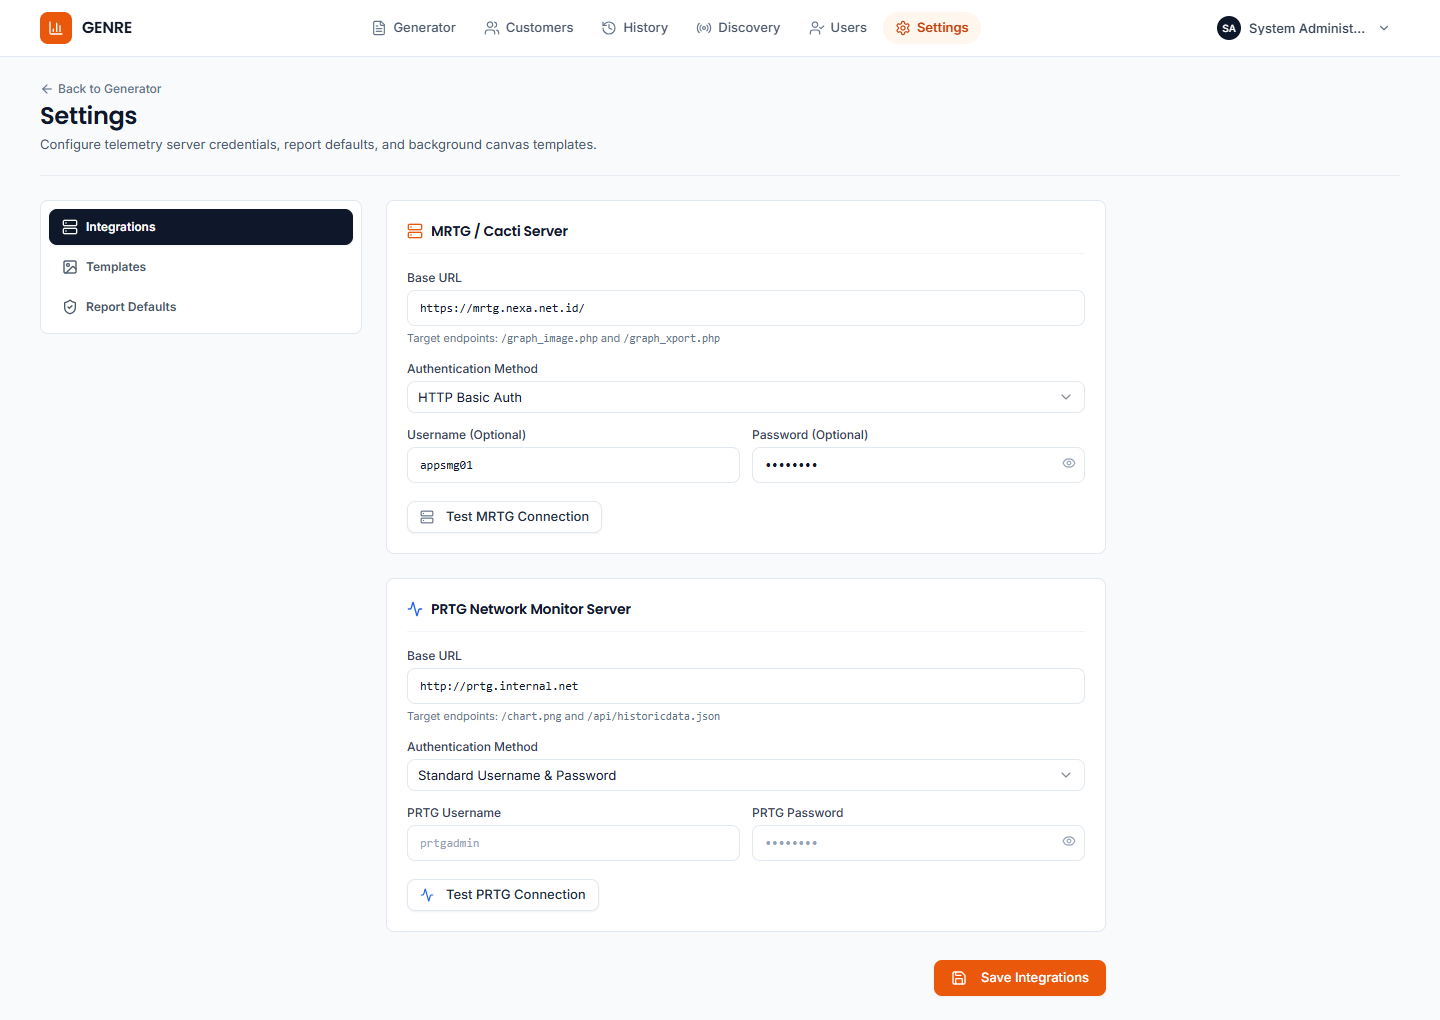 GENRE
Generator
Customers
History
Discovery
Users
Settings
SA
System Administ...
Back to Generator
Settings
Configure telemetry server credentials, report defaults, and background canvas templates.
Integrations
Templates
Report Defaults
MRTG / Cacti Server
Base URL
https://mrtg.nexa.net.id/
Target endpoints: /graph_image.php and /graph_xport.php
Authentication Method
HTTP Basic Auth
Username (Optional)
Password (Optional)
appsmg01
••••••••
Test MRTG Connection
PRTG Network Monitor Server
Base URL
http://prtg.internal.net
Target endpoints: /chart.png and /api/historicdata.json
Authentication Method
Standard Username & Password
PRTG Username
PRTG Password
prtgadmin
••••••••
Test PRTG Connection
Save Integrations